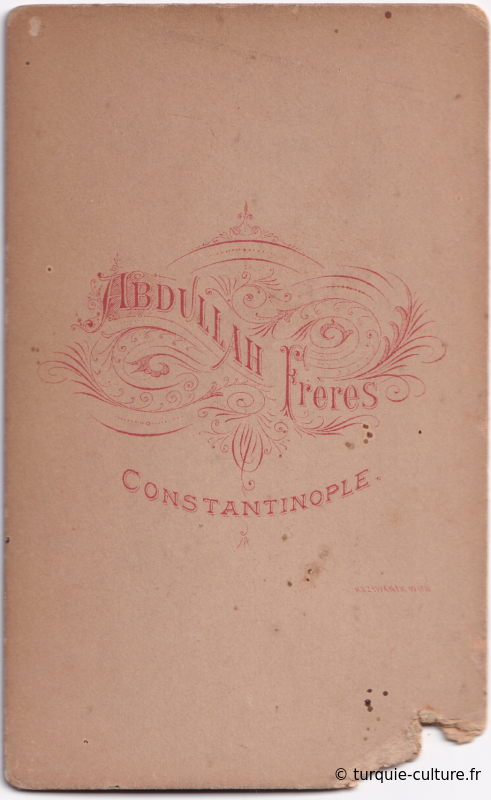 ABDULLAH Frères
CONSTANTINOPLE.
© turquie-culture.fr